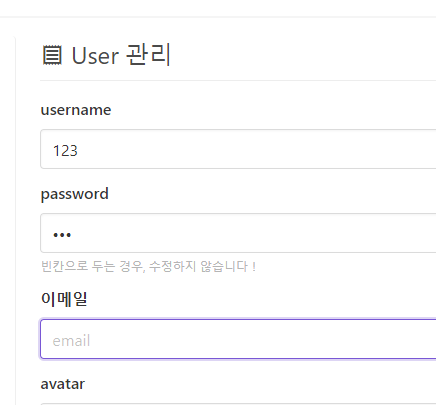 User 관리
username
123
password
•••
빈칸으로 두는 경우, 수정하지 않습니다 !
이메일
email
avatar